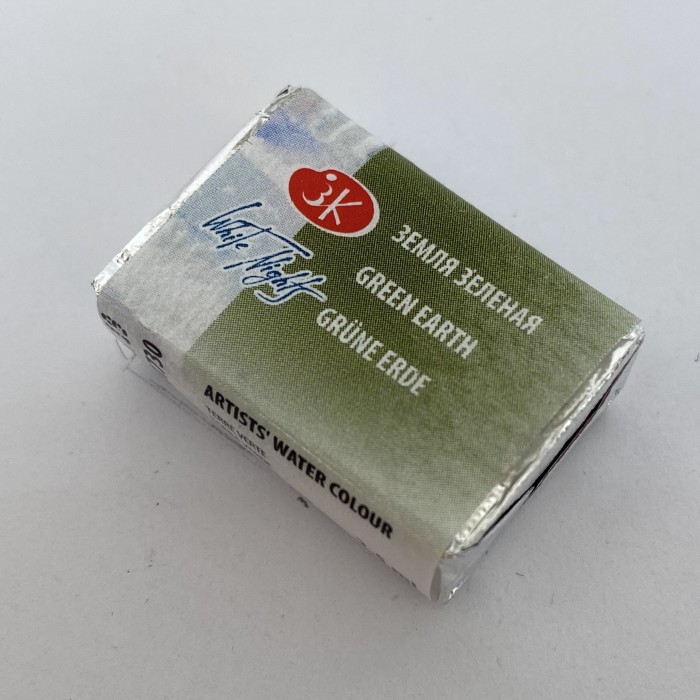 ЗК
White Nights
ЗЕМЛЯ ЗЕЛЕНАЯ
GREEN EARTH
GRÜNE ERDE
ARTISTS' WATER COLOUR
TERRE VERTE